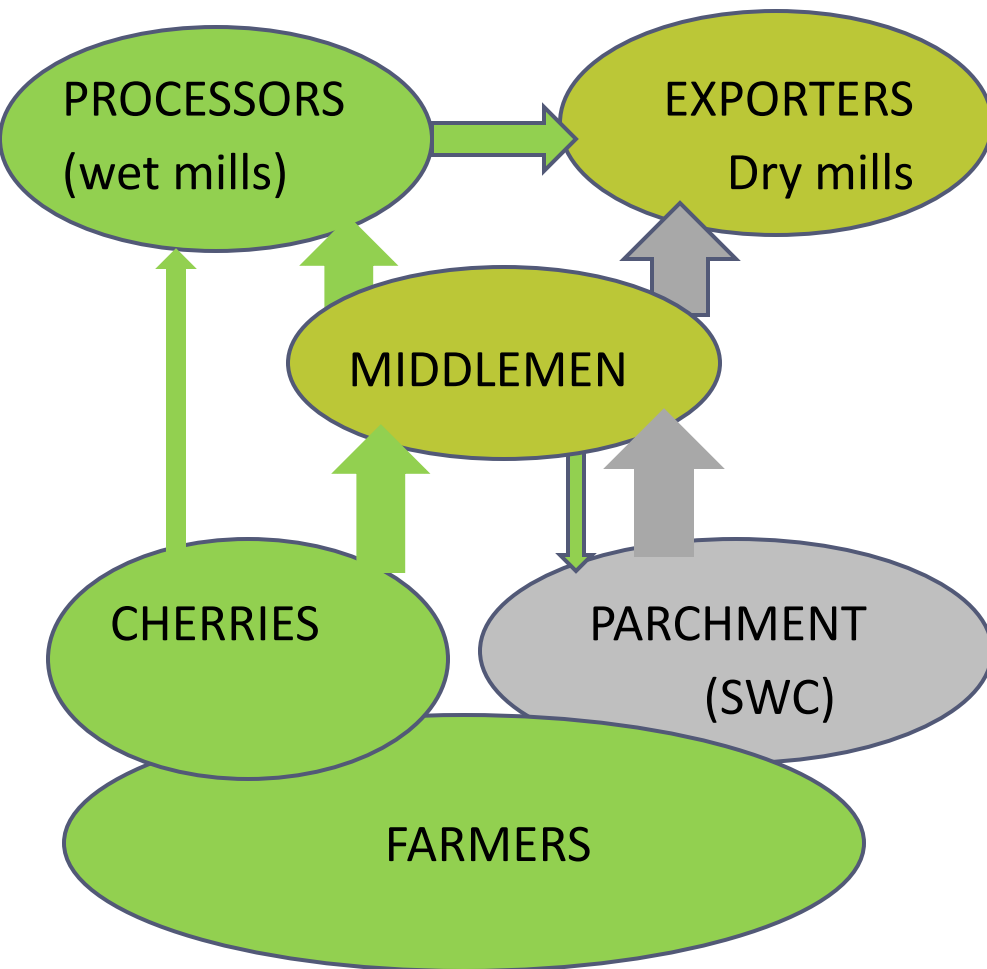 PROCESSORS
(wet mills)
EXPORTERS
Dry mills
MIDDLEMEN
CHERRIES
PARCHMENT
(SWC)
FARMERS